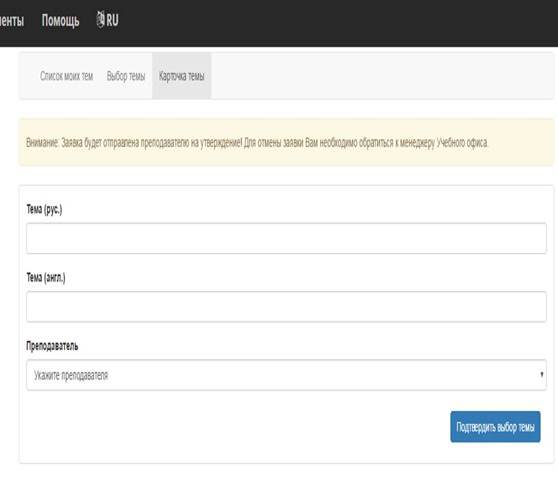 енты Помощь RU
Список моих тем Выбор темы Карточка темы
Внимание: Заявка будет отправлена преподавателю на утверждение! Для отмены заявки Вам необходимо обратиться к менеджеру Учебного офиса.
Тема (рус.)
Тема (англ.)
Преподаватель
Укажите преподавателя
Подтвердить выбор темы